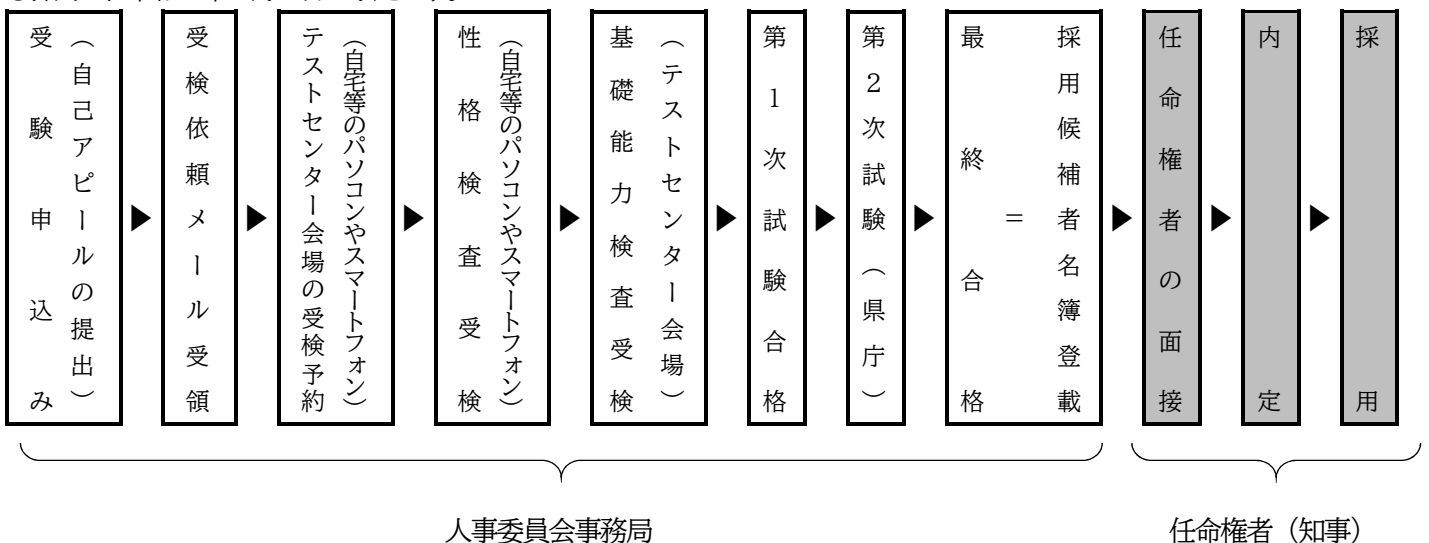 受験申込み
（自己アピールの提出）
▶
受検依頼メール受領
▶
テストセンター会場の受検予約
（自宅等のパソコンやスマートフォン）
▶
性格検査受検
（自宅等のパソコンやスマートフォン）
▶
基礎能力検査受検
（テストセンター会場）
▶
第1次試験合格
▶
第2次試験（県庁）
▶
最終合格
＝
採用候補者名簿登載
▶
任命権者の面接
▶
内定
▶
採用
人事委員会事務局
任命権者（知事）